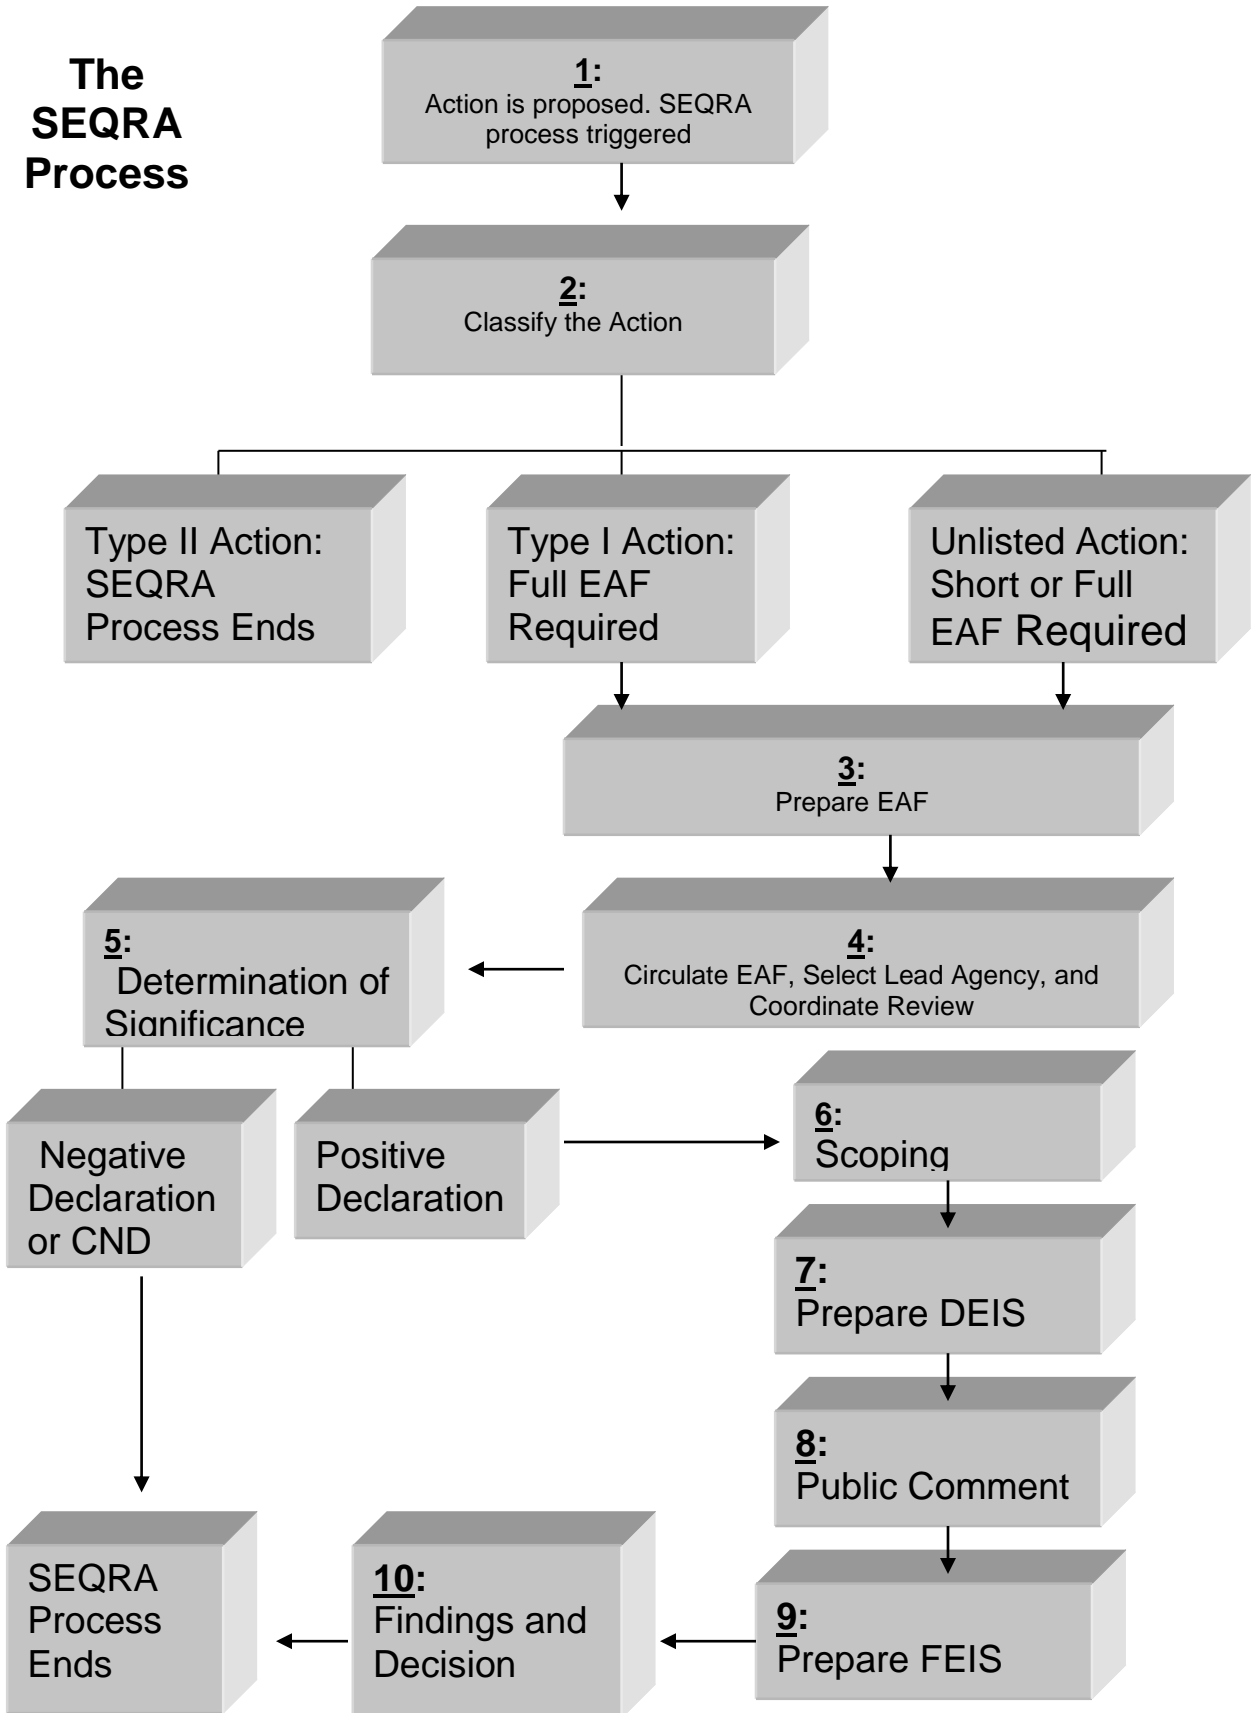 The
SEQRA
Process
1:
Action is proposed. SEQRA
process triggered
2:
Classify the Action
Type II Action:
SEQRA
Process Ends
Type I Action:
Full EAF
Required
Unlisted Action:
Short or Full
EAF Required
3:
Prepare EAF
4:
Circulate EAF, Select Lead Agency, and
Coordinate Review
5:
Determination of
Significance
Negative
Declaration
or CND
Positive
Declaration
6:
Scoping
7:
Prepare DEIS
8:
Public Comment
9:
Prepare FEIS
10:
Findings and
Decision
SEQRA
Process
Ends